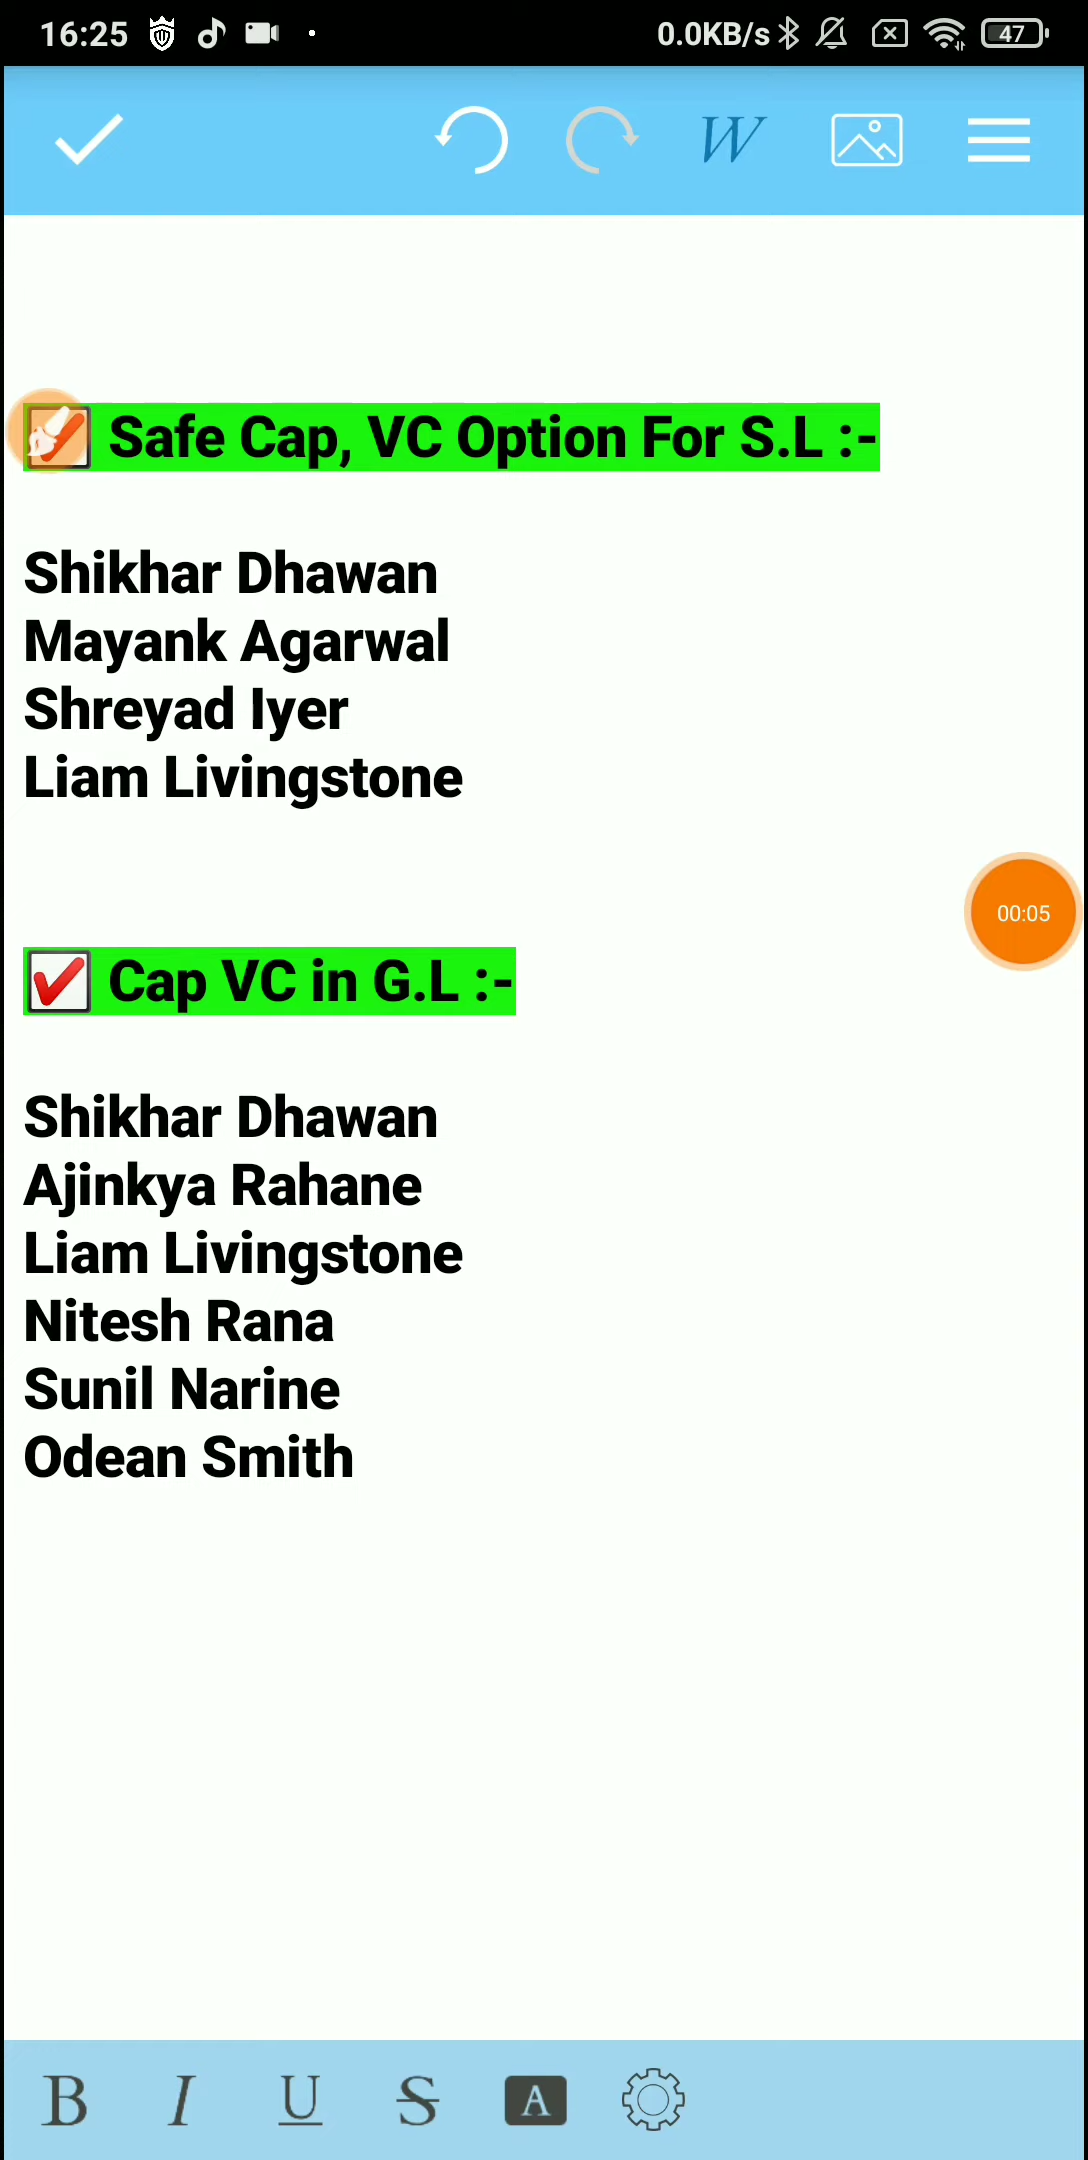 16:25 0.0KB/s 47
W
Safe Cap, VC Option For S.L :-
Shikhar Dhawan
Mayank Agarwal
Shreyad Iyer
Liam Livingstone
00:05
Cap VC in G.L :-
Shikhar Dhawan
Ajinkya Rahane
Liam Livingstone
Nitesh Rana
Sunil Narine
Odean Smith
B I U S A